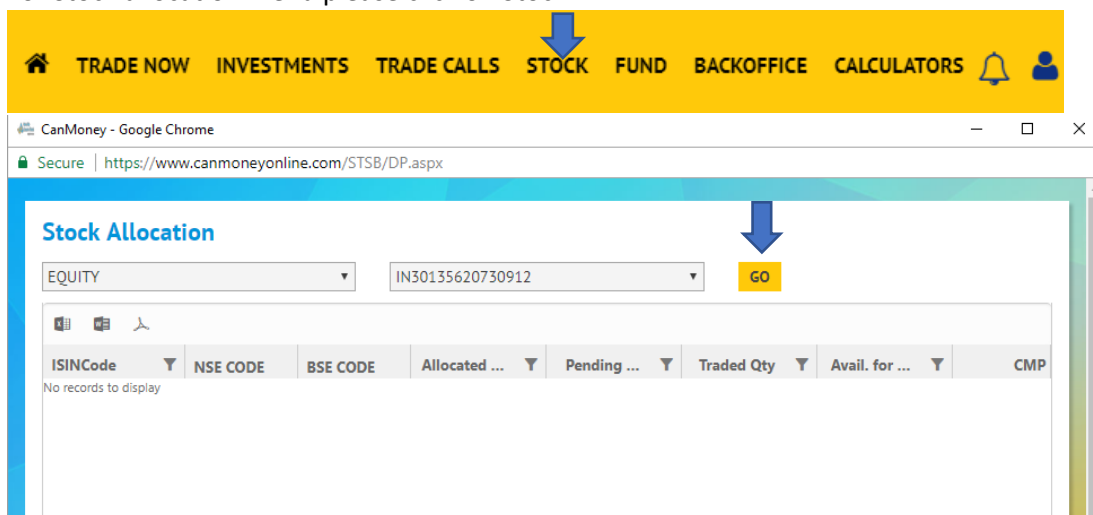 TRADE NOW INVESTMENTS TRADE CALLS STOCK FUND BACKOFFICE CALCULATORS
CanMoney - Google Chrome
Secure | https://www.canmoneyonline.com/STSB/DP.aspx
Stock Allocation
EQUITY IN30135620730912 GO
ISINCode NSE CODE BSE CODE Allocated ... Pending ... Traded Qty Avail. for ... CMP
No records to display